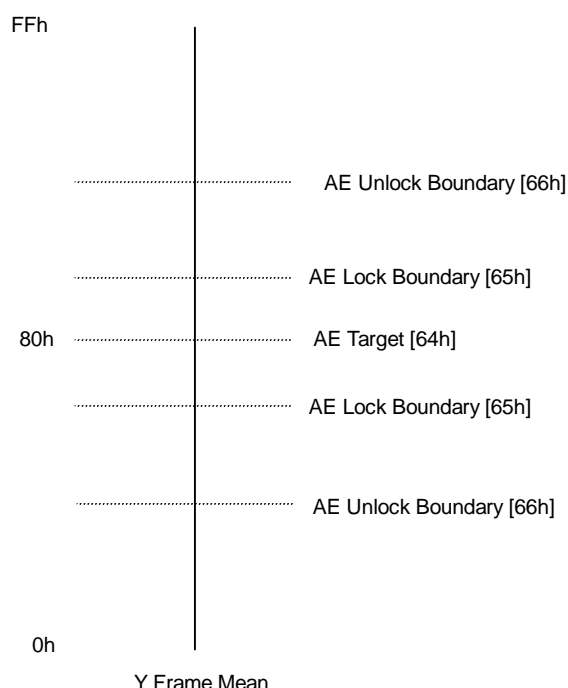 FFh
AE Unlock Boundary [66h]
AE Lock Boundary [65h]
80h AE Target [64h]
AE Lock Boundary [65h]
AE Unlock Boundary [66h]
0h
Y Frame Mean